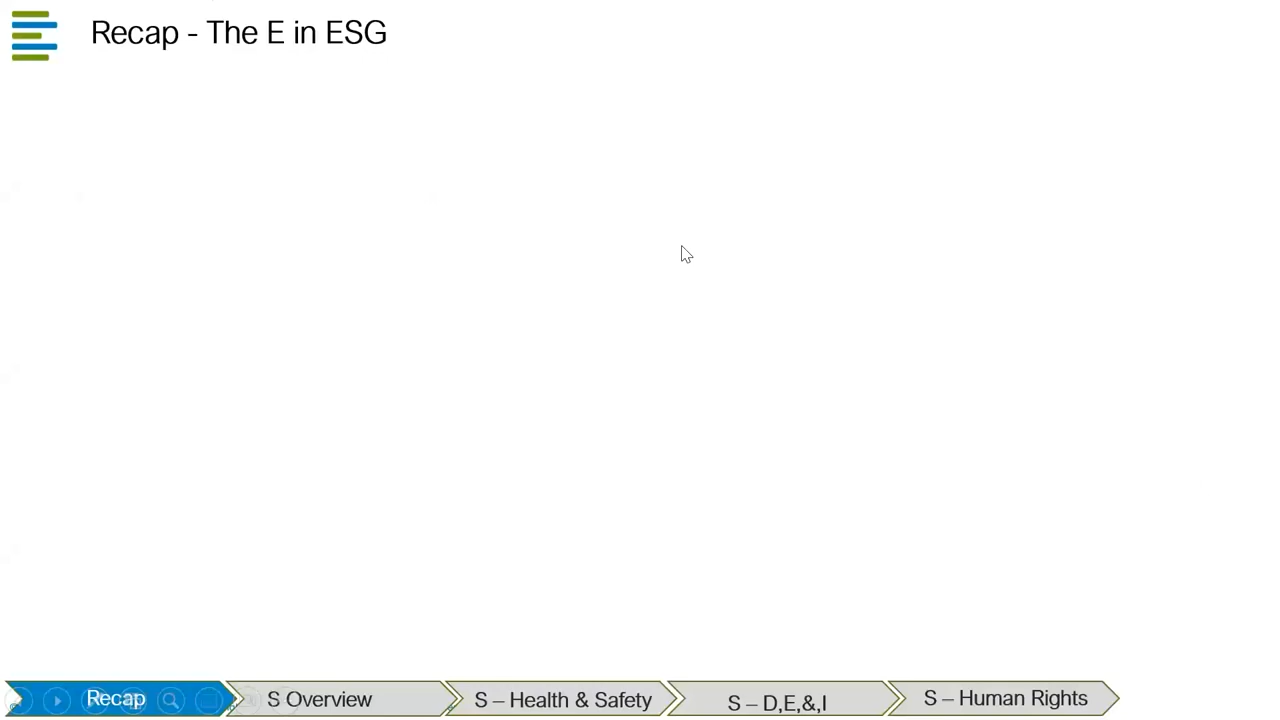 Recap - The E in ESG
Recap
S Overview
S – Health & Safety
S – D,E,&,I
S – Human Rights